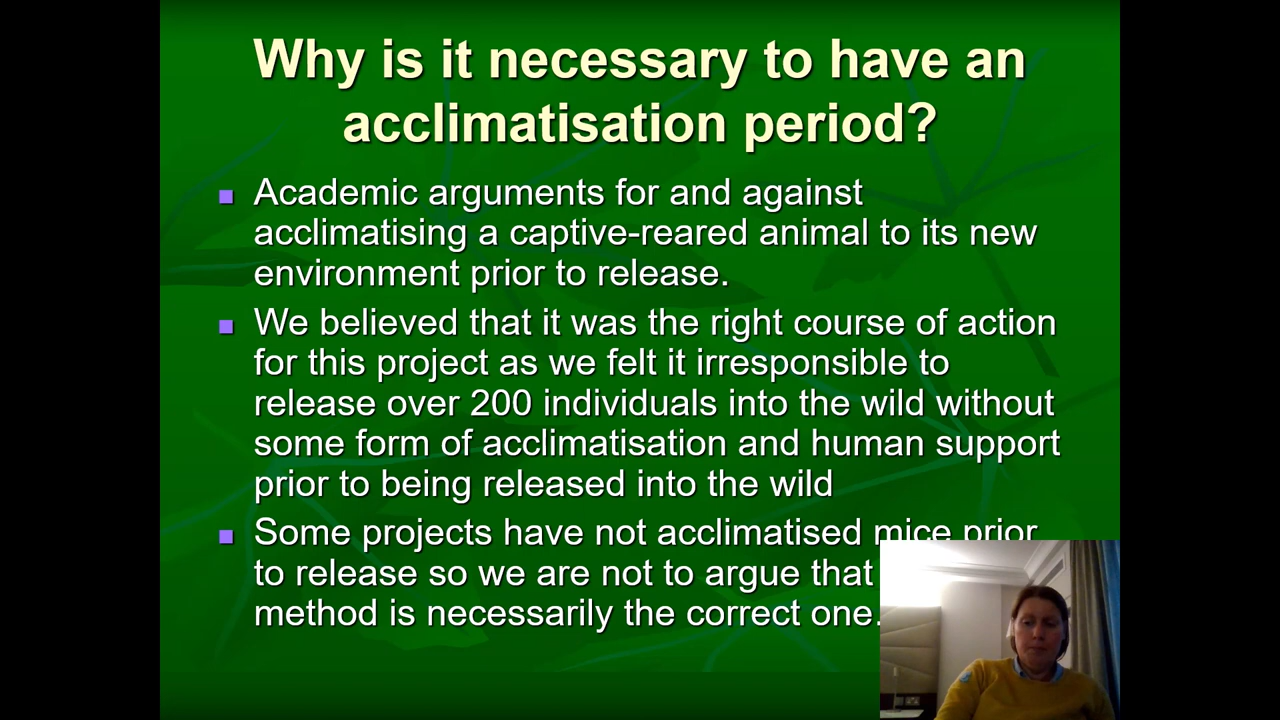 Why is it necessary to have an
acclimatisation period?
Academic arguments for and against
acclimatising a captive-reared animal to its new
environment prior to release.
We believed that it was the right course of action
for this project as we felt it irresponsible to
release over 200 individuals into the wild without
some form of acclimatisation and human support
prior to being released into the wild
Some projects have not acclimatised mice prior
to release so we are not to argue that
method is necessarily the correct one.